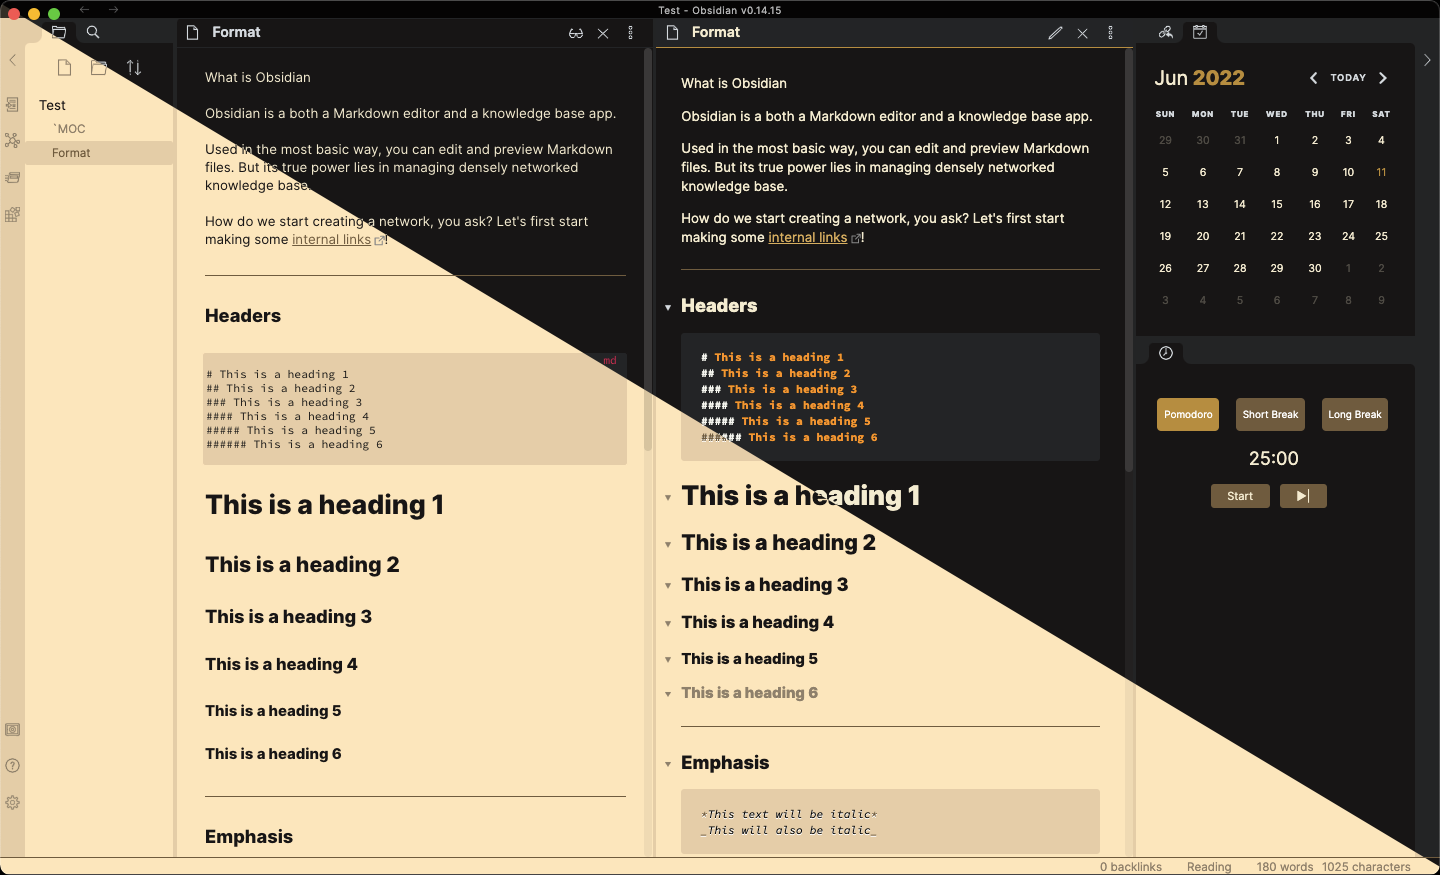 Test - Obsidian v0.14.15
Test
`MOC
Format
Format
What is Obsidian
Obsidian is a both a Markdown editor and a knowledge base app.
Used in the most basic way, you can edit and preview Markdown
files. But its true power lies in managing densely networked
knowledge base.
How do we start creating a network, you ask? Let's first start
making some internal links!
Headers
md
# This is a heading 1
## This is a heading 2
### This is a heading 3
#### This is a heading 4
##### This is a heading 5
###### This is a heading 6
This is a heading 1
This is a heading 2
This is a heading 3
This is a heading 4
This is a heading 5
This is a heading 6
Emphasis
Format
What is Obsidian
Obsidian is a both a Markdown editor and a knowledge base app.
Used in the most basic way, you can edit and preview Markdown
files. But its true power lies in managing densely networked
knowledge base.
How do we start creating a network, you ask? Let's first start
making some internal links!
Headers
# This is a heading 1
## This is a heading 2
### This is a heading 3
#### This is a heading 4
##### This is a heading 5
###### This is a heading 6
This is a heading 1
This is a heading 2
This is a heading 3
This is a heading 4
This is a heading 5
This is a heading 6
Emphasis
*This text will be italic*
_This will also be italic_
Jun 2022 TODAY
SUN MON TUE WED THU FRI SAT
29 30 31 1 2 3 4
5 6 7 8 9 10 11
12 13 14 15 16 17 18
19 20 21 22 23 24 25
26 27 28 29 30 1 2
3 4 5 6 7 8 9
Pomodoro Short Break Long Break
25:00
Start
0 backlinks Reading 180 words 1025 characters